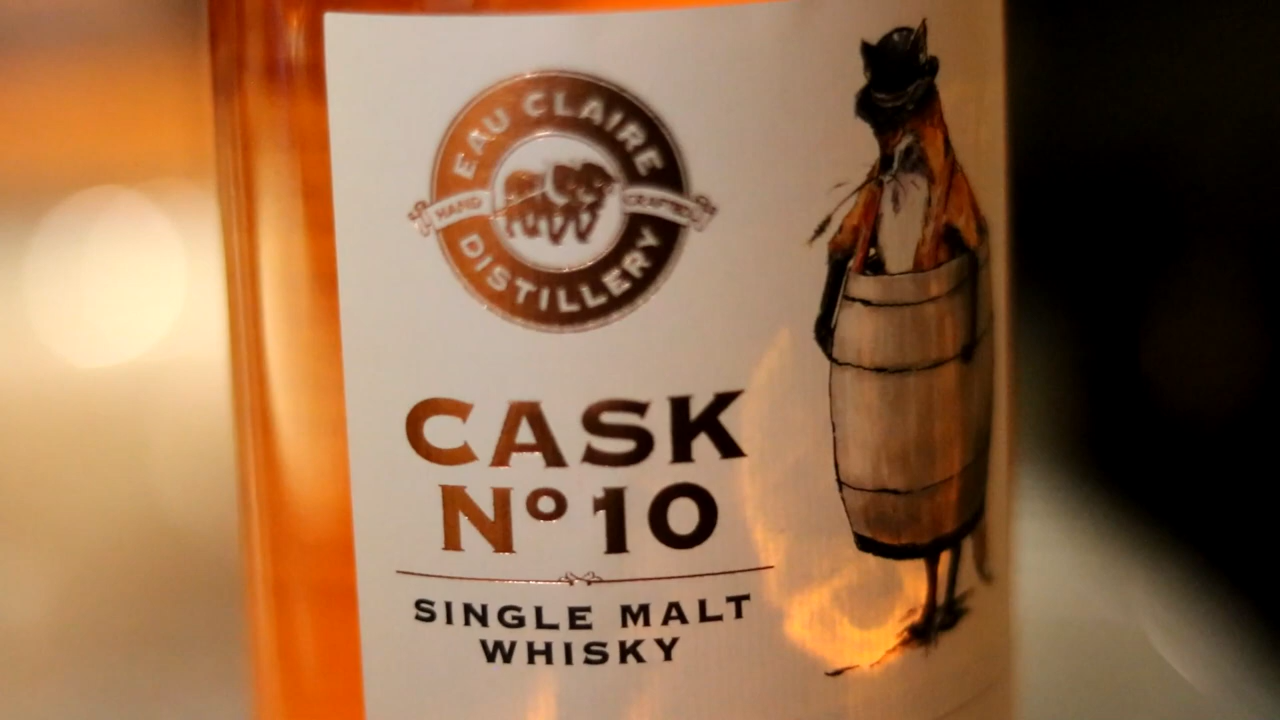 EAU CLAIRE
HAND CRAFTED
DISTILLERY
CASK
Nº10
SINGLE MALT
WHISKY